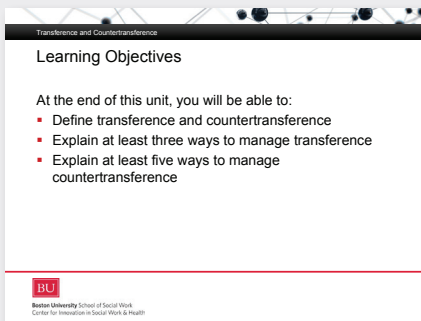 Transference and Countertransference
Learning Objectives
At the end of this unit, you will be able to:
▪ Define transference and countertransference
▪ Explain at least three ways to manage transference
▪ Explain at least five ways to manage
countertransference
BU
Boston University School of Social Work
Center for Innovation in Social Work & Health